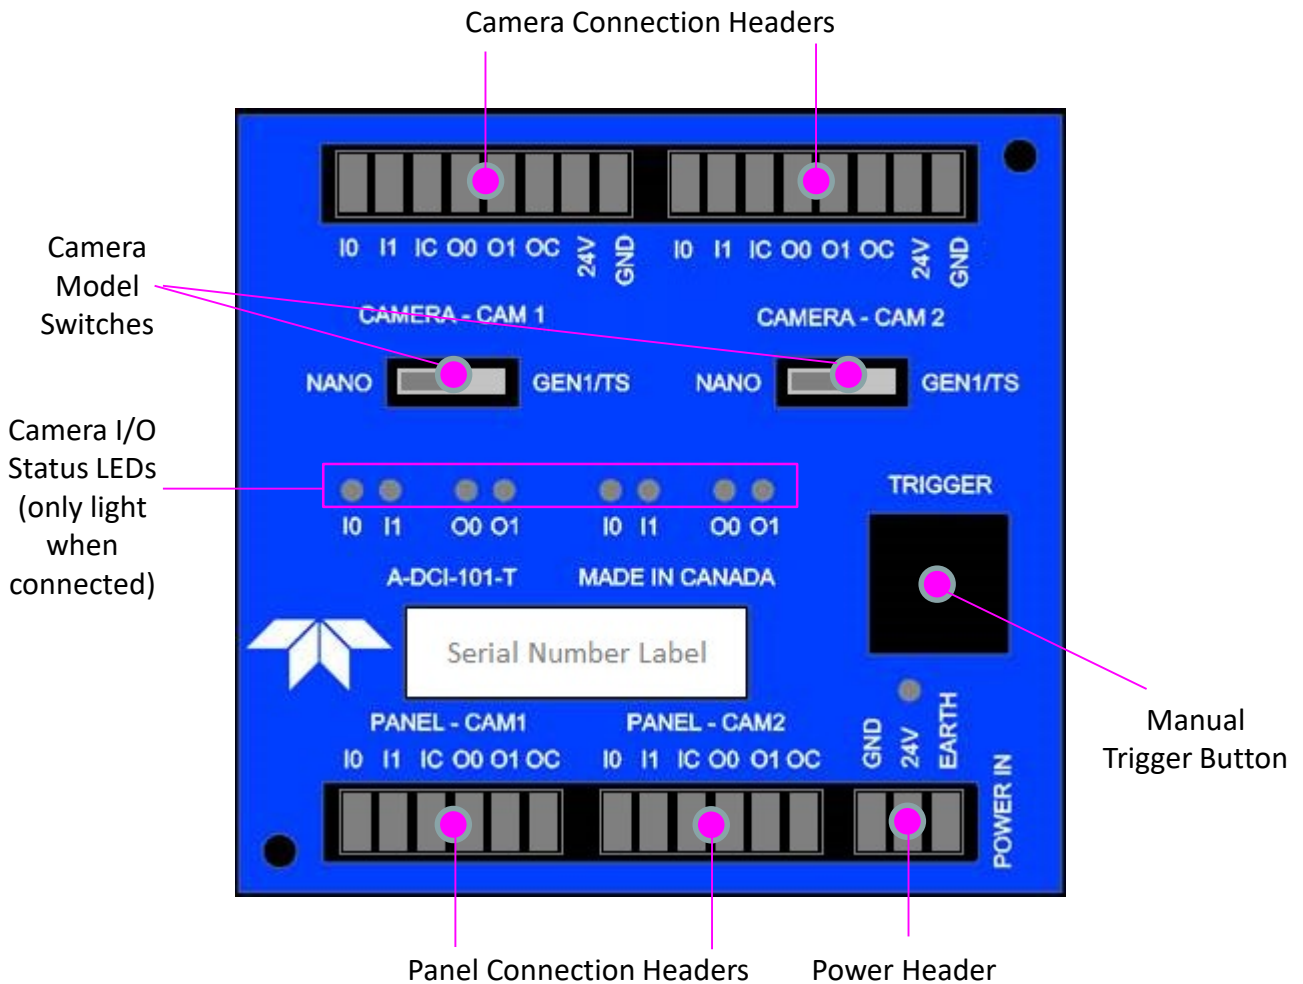 Camera Connection Headers
I0 I1 IC O0 O1 OC 24V GND
I0 I1 IC O0 O1 OC 24V GND
Camera
Model
Switches
CAMERA - CAM 1
CAMERA - CAM 2
NANO
GEN1/TS
NANO
GEN1/TS
Camera I/O
Status LEDs
(only light
when
connected)
I0 I1 O0 O1
I0 I1 O0 O1
TRIGGER
A-DCI-101-T
MADE IN CANADA
Serial Number Label
PANEL - CAM1
I0 I1 IC O0 O1 OC
PANEL - CAM2
I0 I1 IC O0 O1 OC
GND
24V
EARTH
POWER IN
Manual
Trigger Button
Panel Connection Headers
Power Header